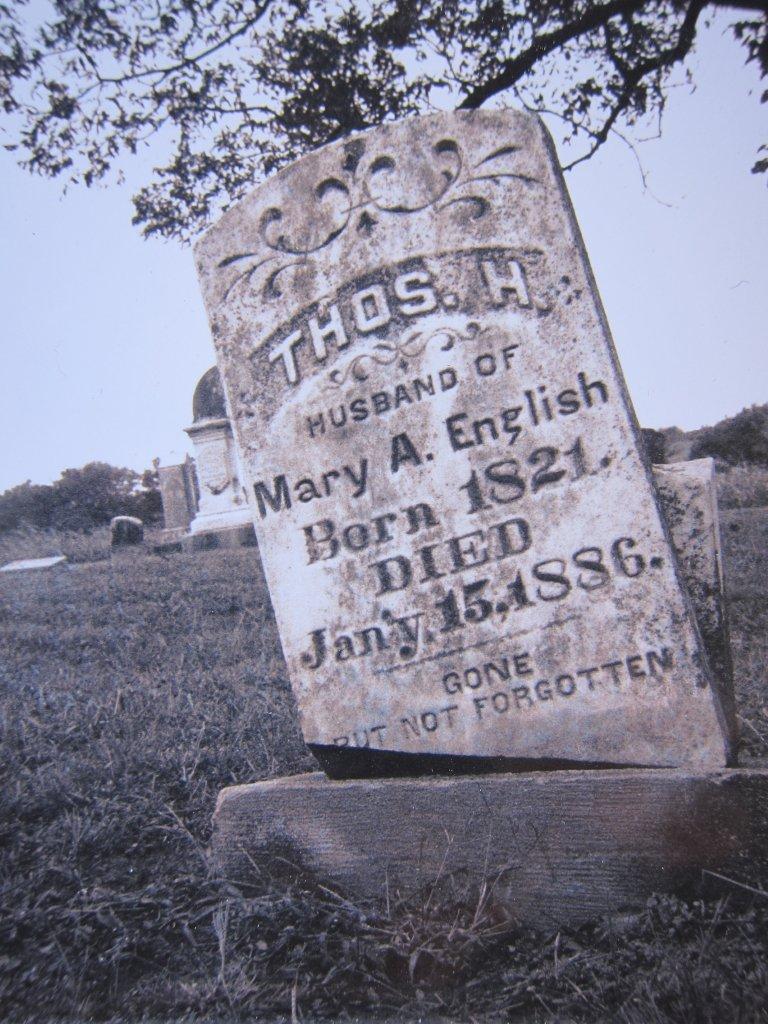 THOS. H.
HUSBAND OF
Mary A. English
Born 1821.
DIED
Jan'y. 15, 1886.
GONE
BUT NOT FORGOTTEN